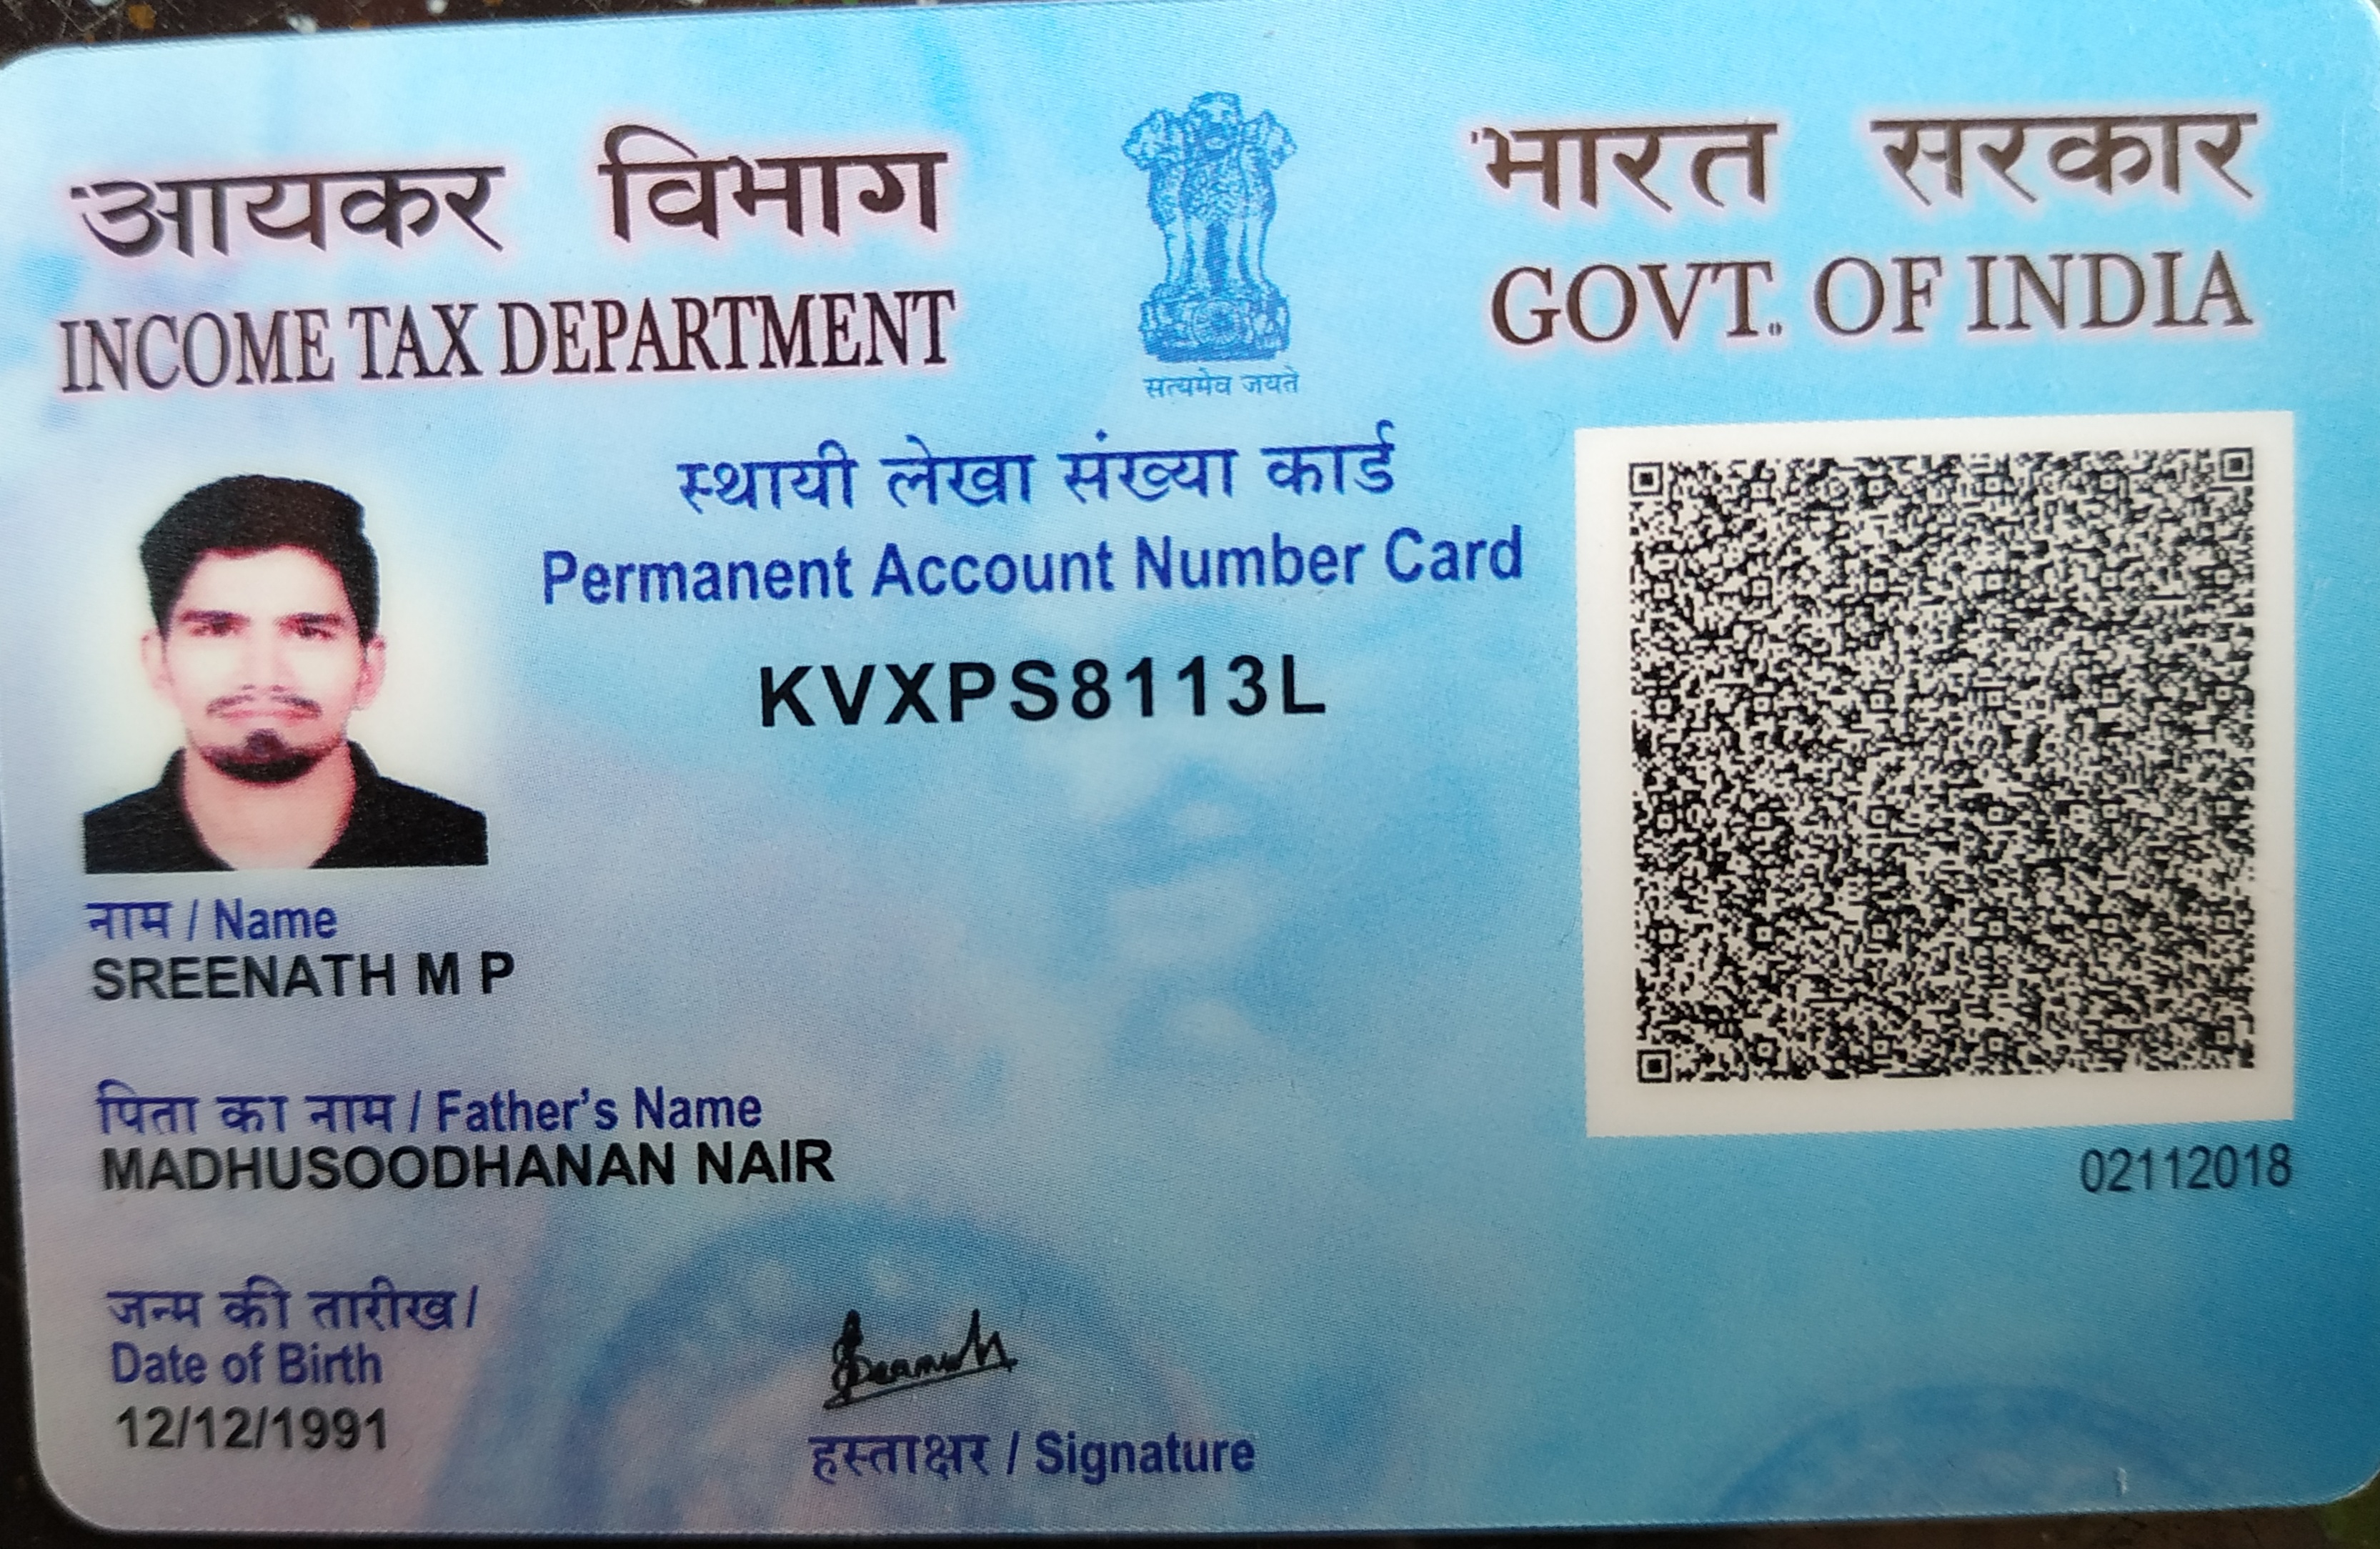 आयकर विभाग
INCOME TAX DEPARTMENT
सत्यमेव जयते
भारत सरकार
GOVT. OF INDIA
स्थायी लेखा संख्या कार्ड
Permanent Account Number Card
KVXPS8113L
नाम / Name
SREENATH M P
पिता का नाम / Father's Name
MADHUSOODHANAN NAIR
02112018
जन्म की तारीख /
Date of Birth
12/12/1991
हस्ताक्षर / Signature